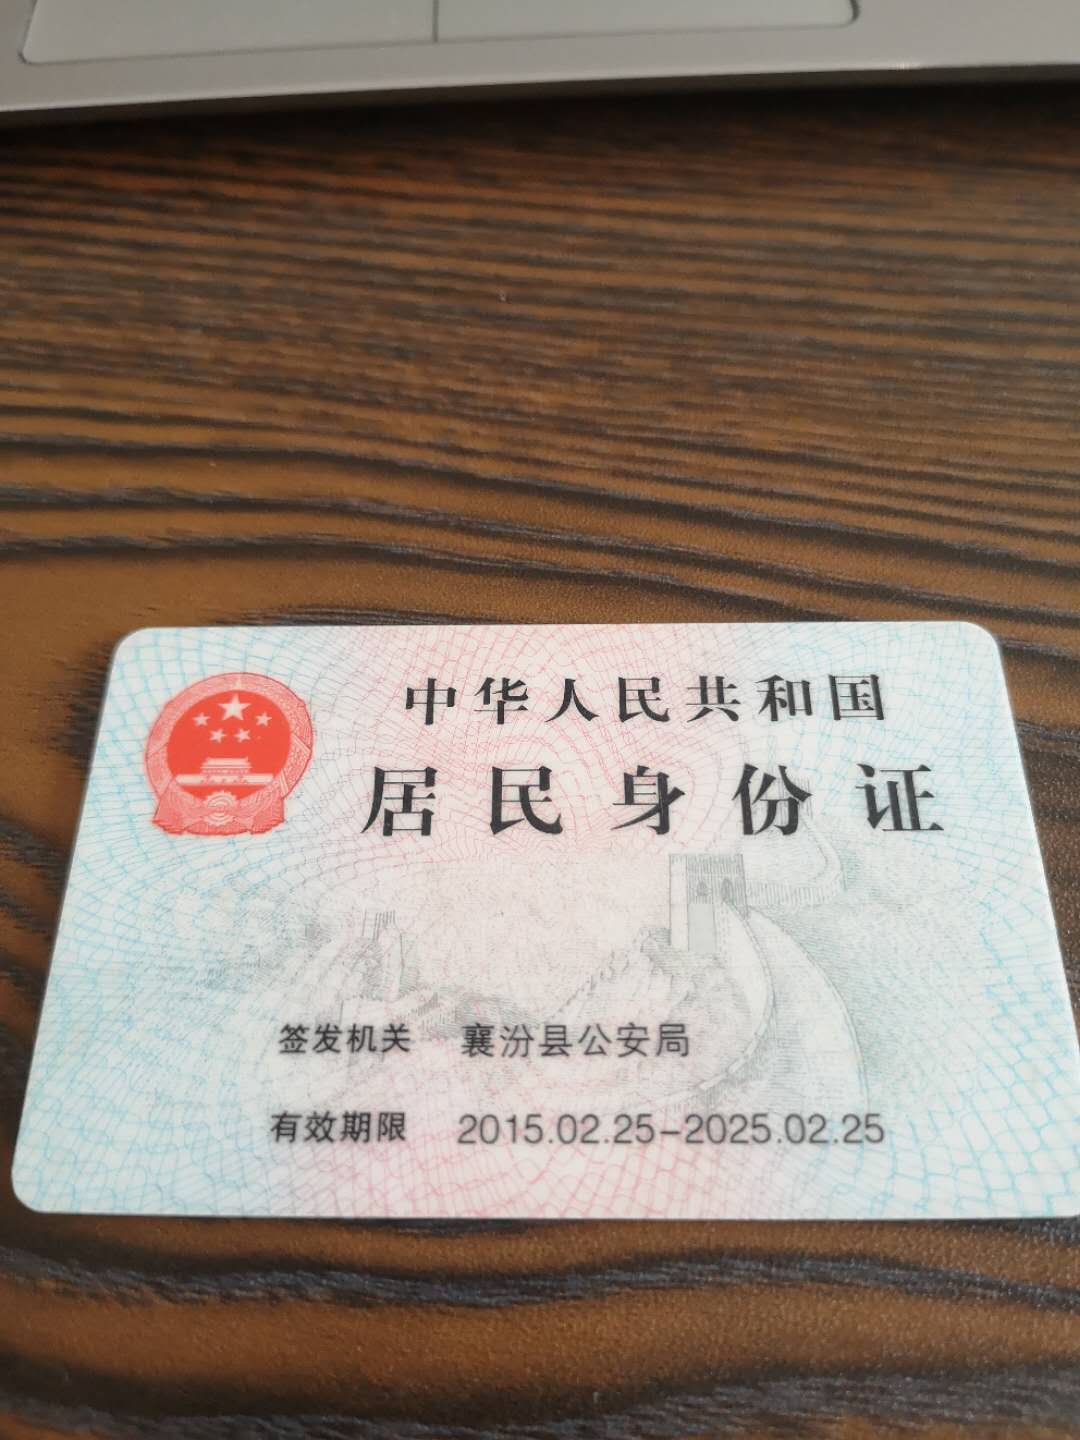 中华人民共和国
居民身份证
签发机关 襄汾县公安局
有效期限 2015.02.25-2025.02.25